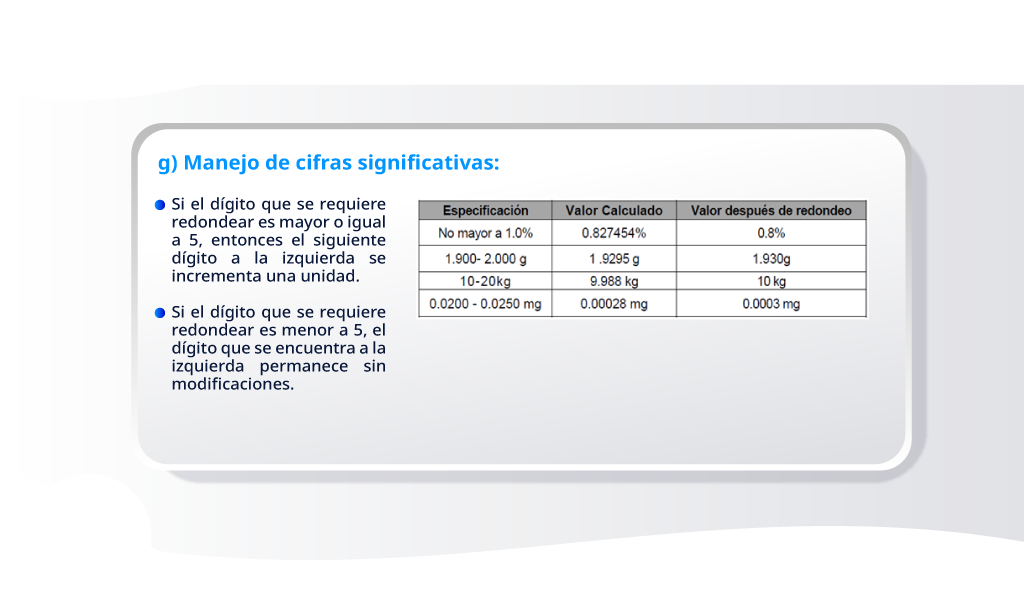 g) Manejo de cifras significativas:
Si el dígito que se requiere
redondear es mayor o igual
a 5, entonces el siguiente
dígito a la izquierda se
incrementa una unidad.
Si el dígito que se requiere
redondear es menor a 5, el
dígito que se encuentra a la
izquierda permanece sin
modificaciones.
Especificación Valor Calculado Valor después de redondeo
No mayor a 1.0% 0.827454% 0.8%
1.900- 2.000 g 1 .9295 g 1.930g
10-20kg 9.988 kg 10 kg
0.0200 - 0.0250 mg 0.00028 mg 0.0003 mg